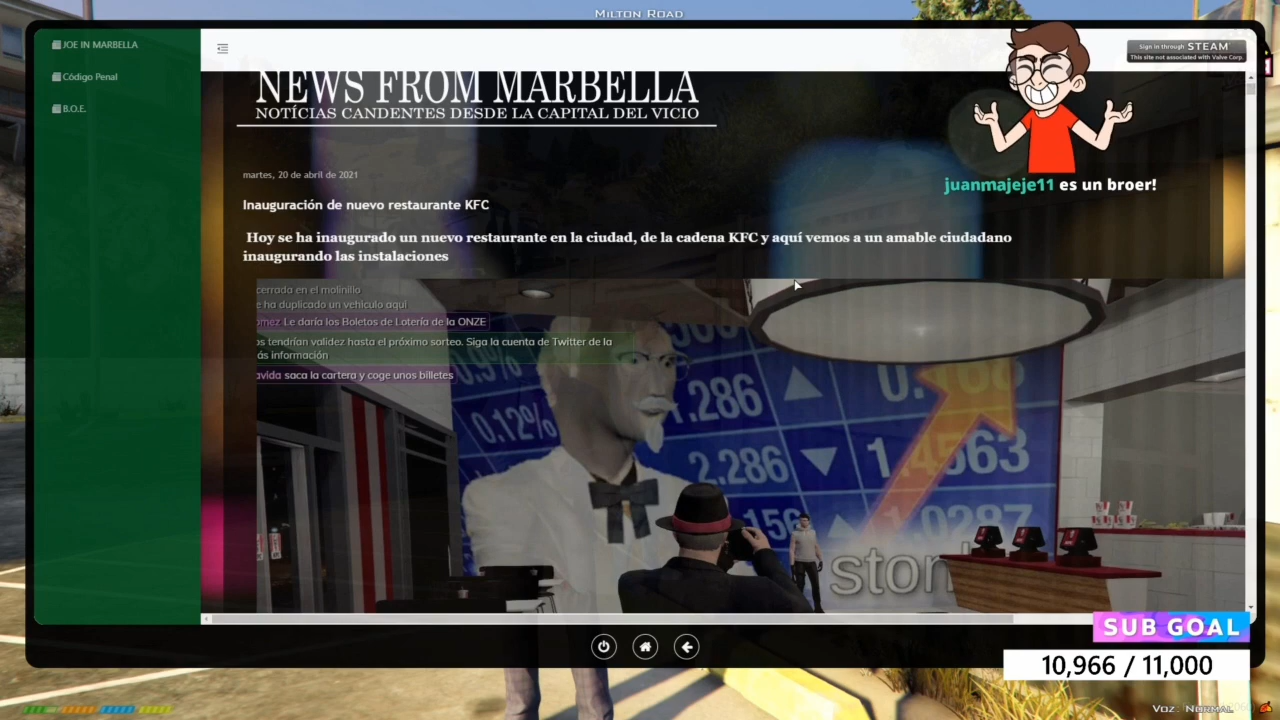 MILTON ROAD
JOE IN MARBELLA
Código Penal
B.O.E.
Sign in through STEAM
This site not associated with Valve Corp.
NEWS FROM MARBELLA
NOTÍCIAS CANDENTES DESDE LA CAPITAL DEL VICIO
juanmajeje11 es un broer!
martes, 20 de abril de 2021
Inauguración de nuevo restaurante KFC
Hoy se ha inaugurado un nuevo restaurante en la ciudad, de la cadena KFC y aquí vemos a un amable ciudadano
inaugurando las instalaciones
cerrada en el molinillo
e ha duplicado un vehiculo aqui
omez Le daría los Boletos de Lotería de la ONZE
os tendrían validez hasta el próximo sorteo. Siga la cuenta de Twitter de la
ás información
avida saca la cartera y coge unos billetes
0.9%
0.12%
1.286
2.286
1.4563
1.0287
ston
SUB GOAL
10,966 / 11,000
VOZ: NORMAL